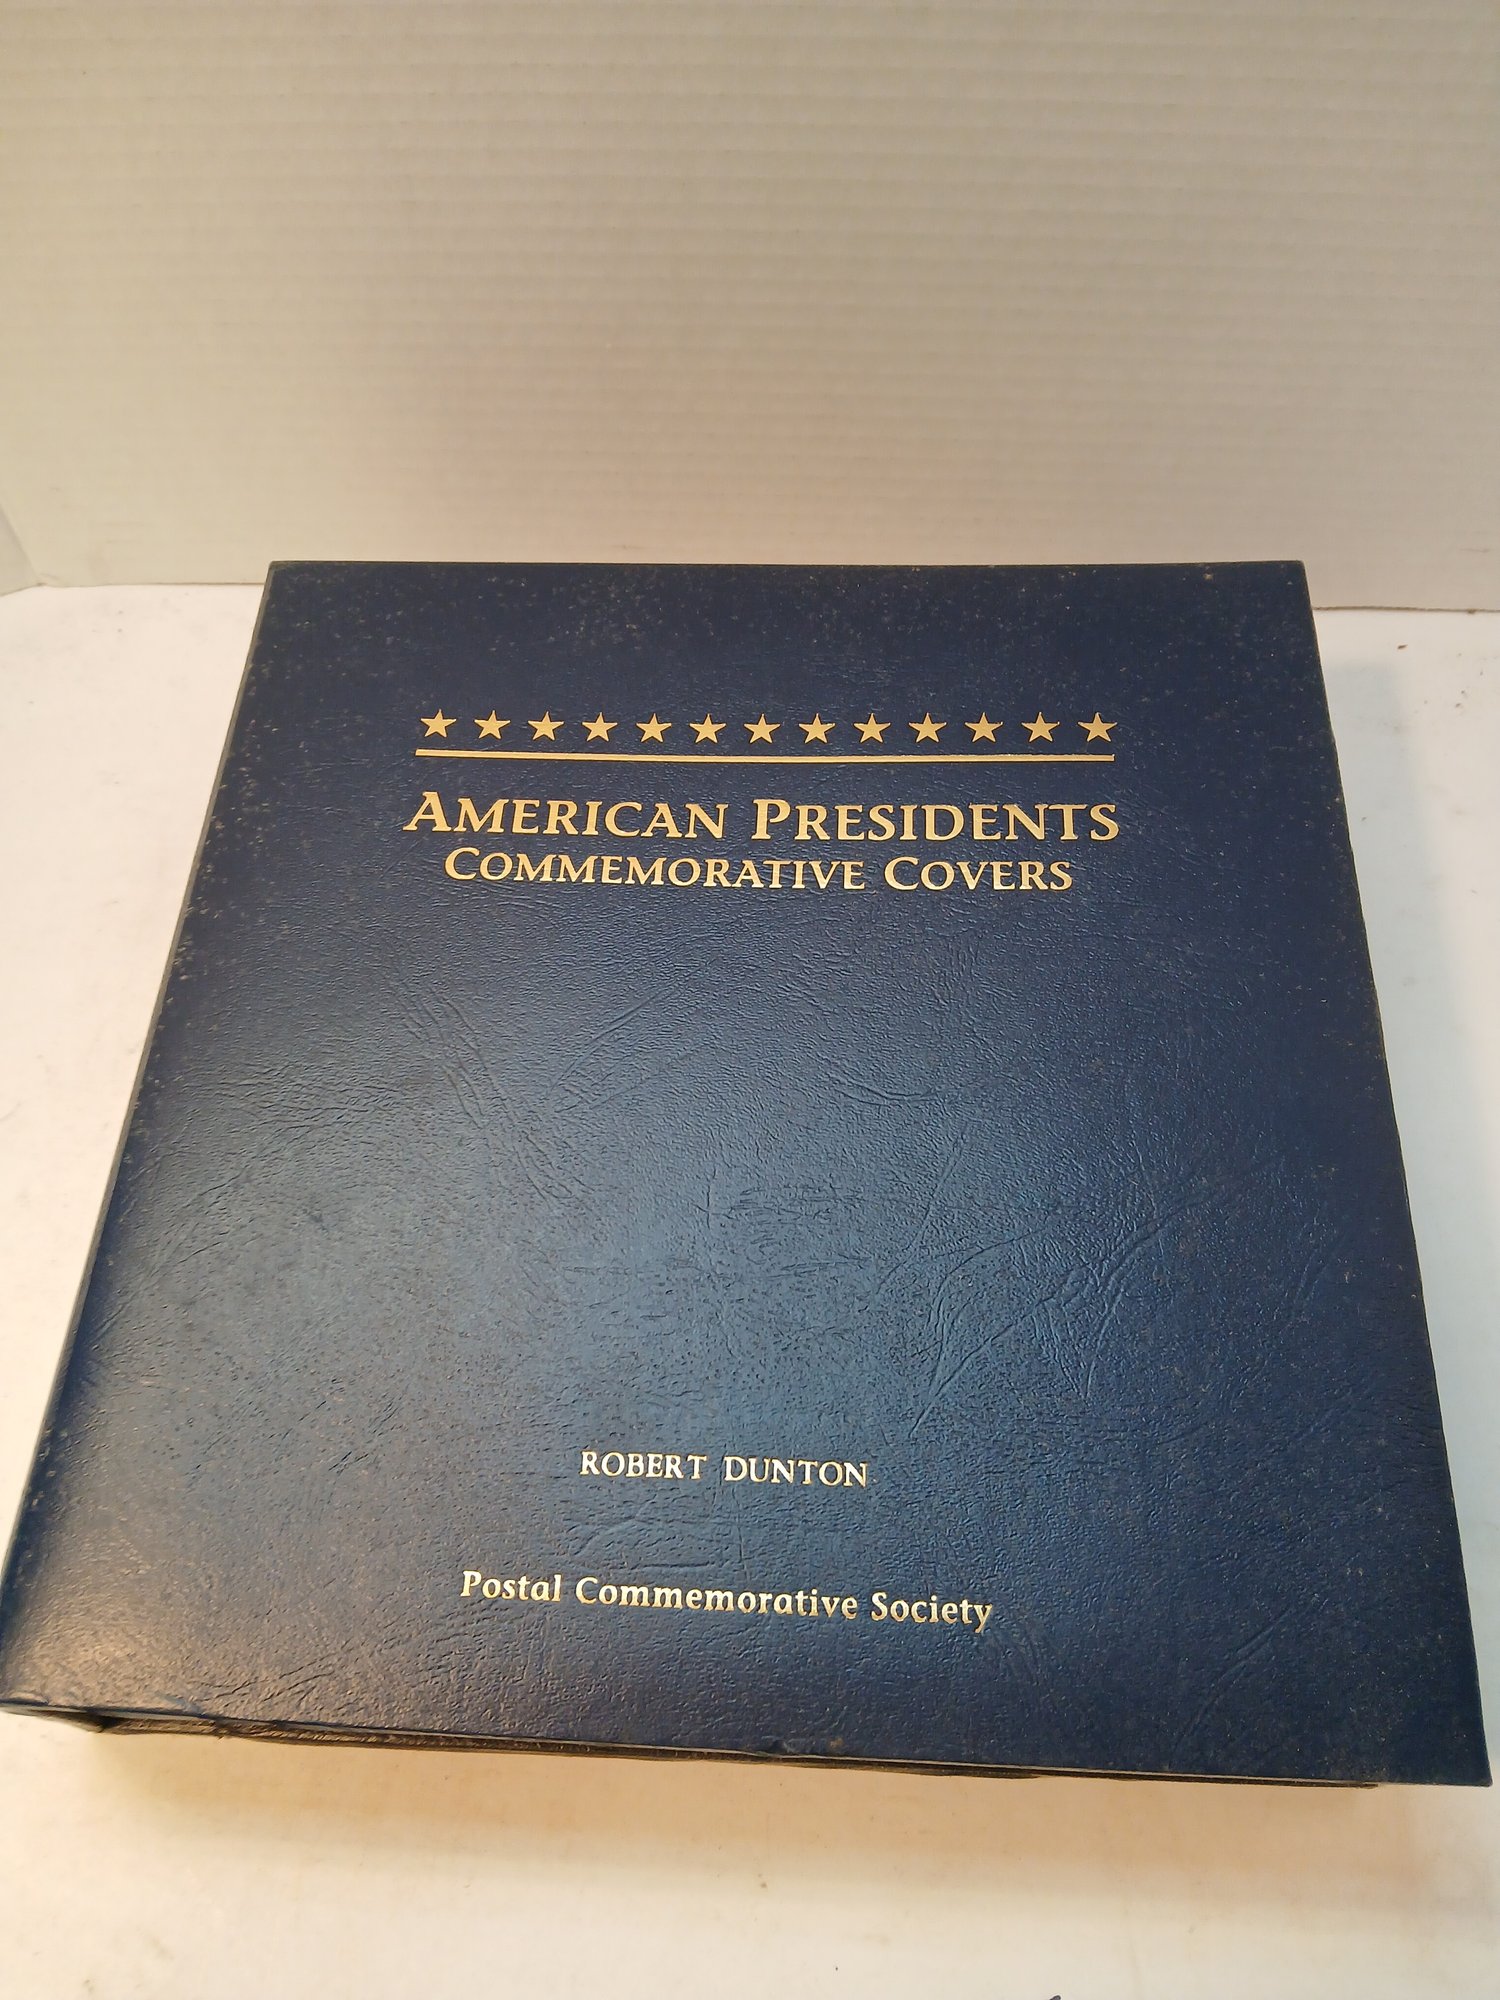 AMERICAN PRESIDENTS
COMMEMORATIVE COVERS
ROBERT DUNTON
Postal Commemorative Society